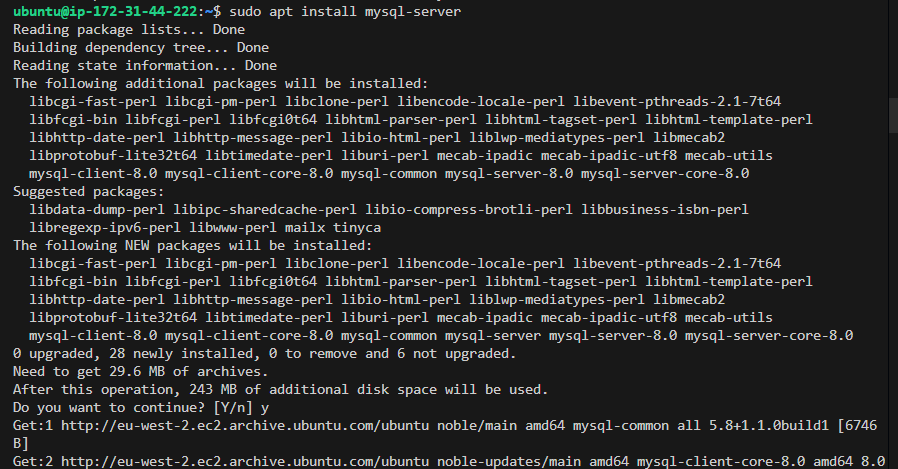 ubuntu@ip-172-31-44-222:~$ sudo apt install mysql-server
Reading package lists... Done
Building dependency tree... Done
Reading state information... Done
The following additional packages will be installed:
  libcgi-fast-perl libcgi-pm-perl libclone-perl libencode-locale-perl libevent-pthreads-2.1-7t64
  libfcgi-bin libfcgi-perl libfcgi0t64 libhtml-parser-perl libhtml-tagset-perl libhtml-template-perl
  libhttp-date-perl libhttp-message-perl libio-html-perl liblwp-mediatypes-perl libmecab2
  libprotobuf-lite32t64 libtimedate-perl liburi-perl mecab-ipadic mecab-ipadic-utf8 mecab-utils
  mysql-client-8.0 mysql-client-core-8.0 mysql-common mysql-server-8.0 mysql-server-core-8.0
Suggested packages:
  libdata-dump-perl libipc-sharedcache-perl libio-compress-brotli-perl libbusiness-isbn-perl
  libregexp-ipv6-perl libwww-perl mailx tinyca
The following NEW packages will be installed:
  libcgi-fast-perl libcgi-pm-perl libclone-perl libencode-locale-perl libevent-pthreads-2.1-7t64
  libfcgi-bin libfcgi-perl libfcgi0t64 libhtml-parser-perl libhtml-tagset-perl libhtml-template-perl
  libhttp-date-perl libhttp-message-perl libio-html-perl liblwp-mediatypes-perl libmecab2
  libprotobuf-lite32t64 libtimedate-perl liburi-perl mecab-ipadic mecab-ipadic-utf8 mecab-utils
  mysql-client-8.0 mysql-client-core-8.0 mysql-common mysql-server mysql-server-8.0 mysql-server-core-8.0
0 upgraded, 28 newly installed, 0 to remove and 6 not upgraded.
Need to get 29.6 MB of archives.
After this operation, 243 MB of additional disk space will be used.
Do you want to continue? [Y/n] y
Get:1 http://eu-west-2.ec2.archive.ubuntu.com/ubuntu noble/main amd64 mysql-common all 5.8+1.1.0build1 [6746
B]
Get:2 http://eu-west-2.ec2.archive.ubuntu.com/ubuntu noble-updates/main amd64 mysql-client-core-8.0 amd64 8.0